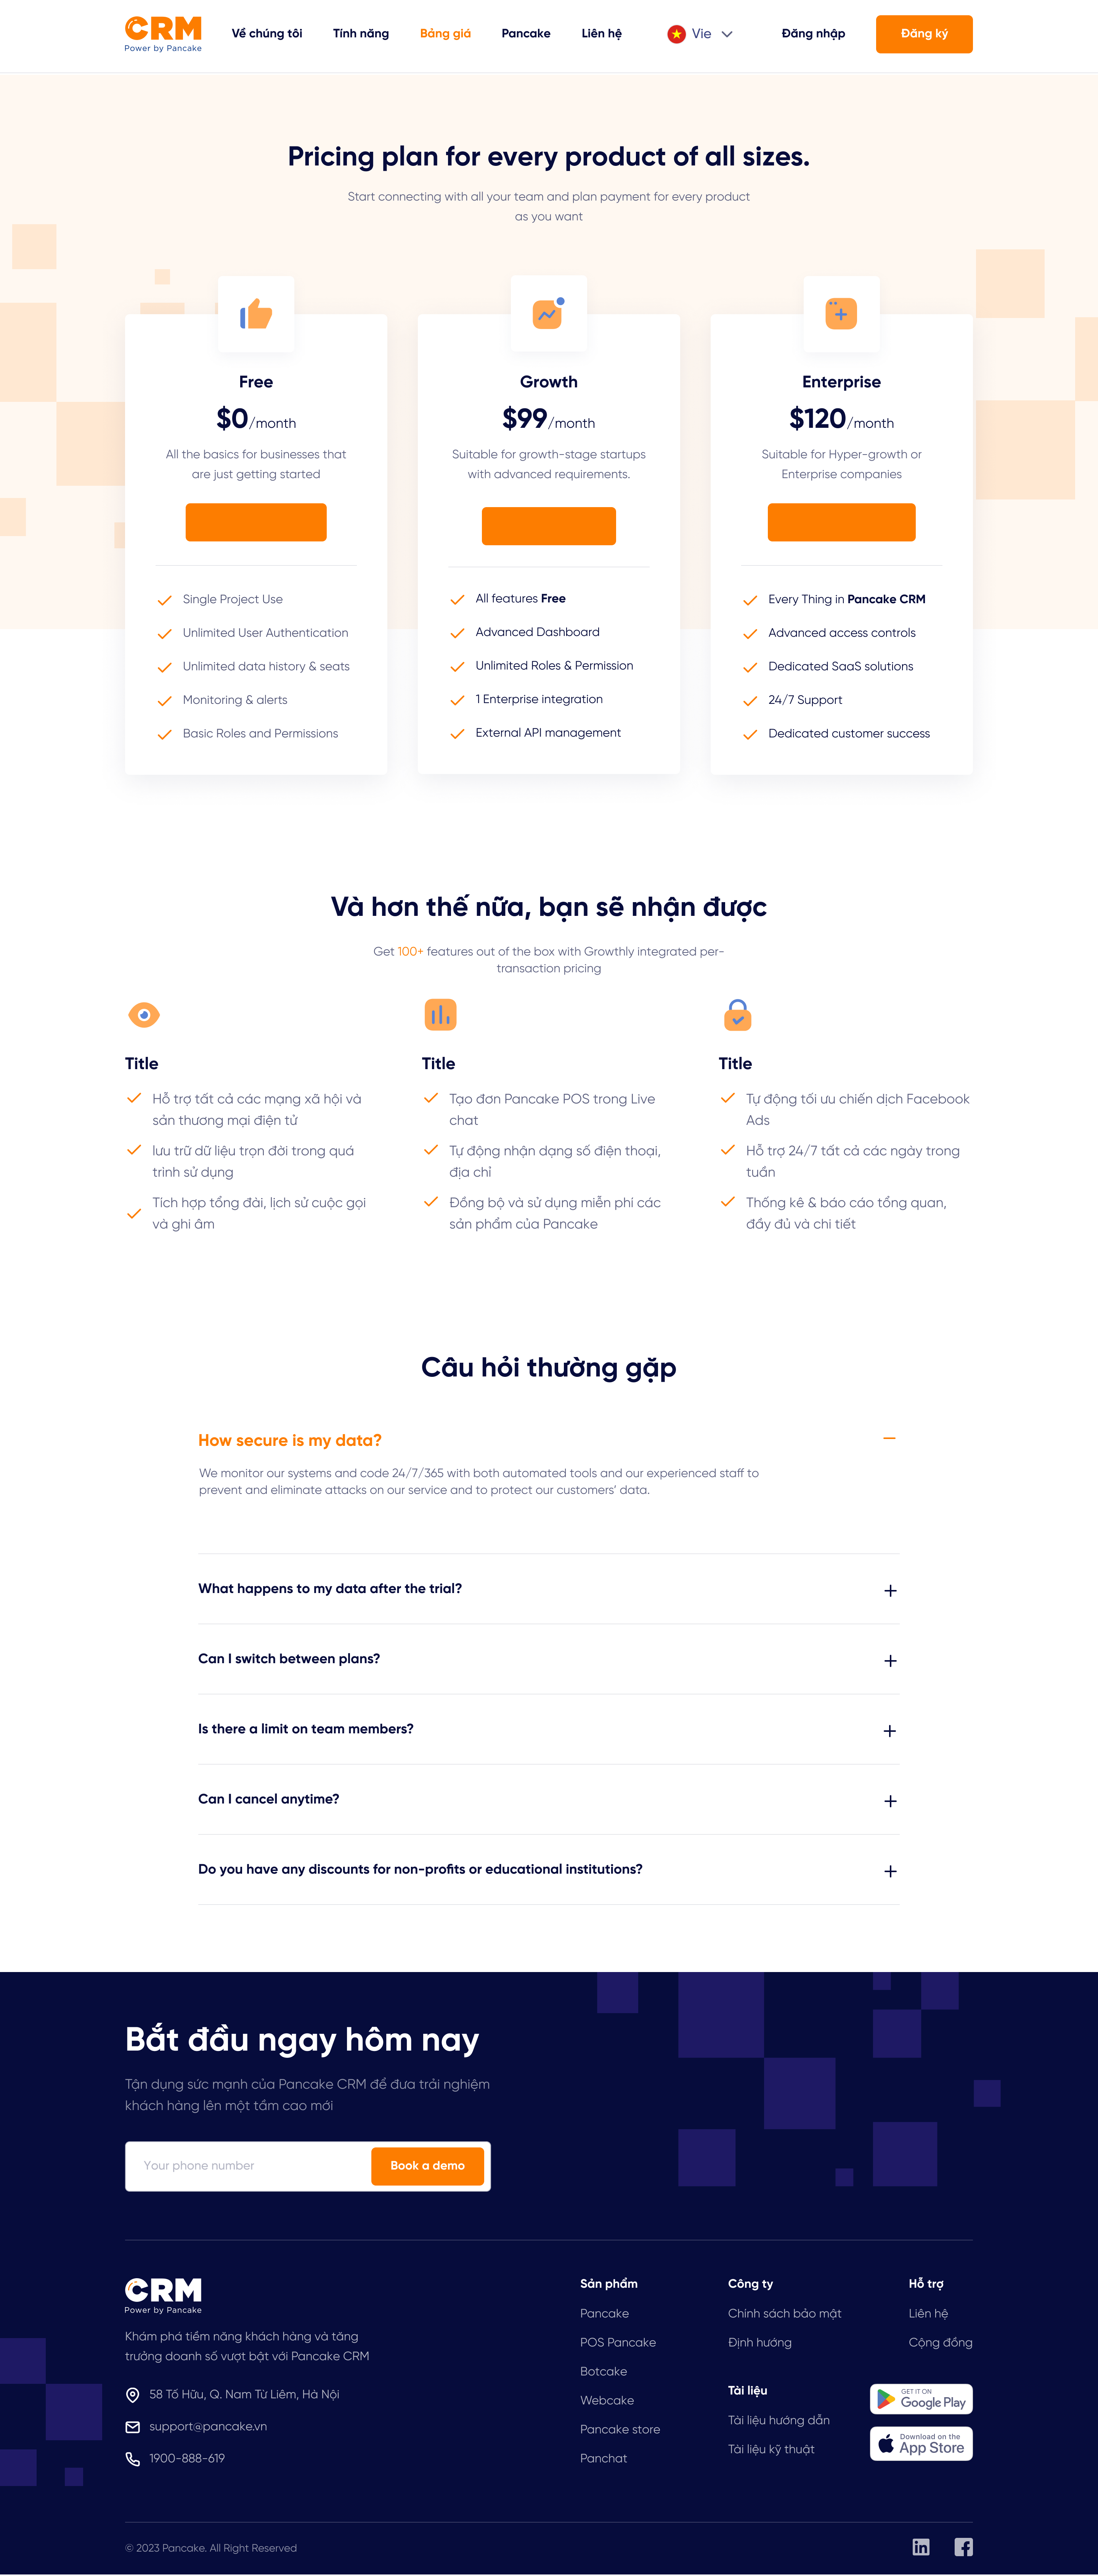 CRM
Power by Pancake
Về chúng tôi
Tính năng
Bảng giá
Pancake
Liên hệ
Vie
Đăng nhập
Đăng ký
Pricing plan for every product of all sizes.
Start connecting with all your team and plan payment for every product
as you want
Free
$0/month
All the basics for businesses that
are just getting started
Single Project Use
Unlimited User Authentication
Unlimited data history & seats
Monitoring & alerts
Basic Roles and Permissions
Growth
$99/month
Suitable for growth-stage startups
with advanced requirements.
All features Free
Advanced Dashboard
Unlimited Roles & Permission
1 Enterprise integration
External API management
Enterprise
$120/month
Suitable for Hyper-growth or
Enterprise companies
Every Thing in Pancake CRM
Advanced access controls
Dedicated SaaS solutions
24/7 Support
Dedicated customer success
Và hơn thế nữa, bạn sẽ nhận được
Get 100+ features out of the box with Growthly integrated per-
transaction pricing
Title
Hỗ trợ tất cả các mạng xã hội và
sản thương mại điện tử
lưu trữ dữ liệu trọn đời trong quá
trình sử dụng
Tích hợp tổng đài, lịch sử cuộc gọi
và ghi âm
Title
Tạo đơn Pancake POS trong Live
chat
Tự động nhận dạng số điện thoại,
địa chỉ
Đồng bộ và sử dụng miễn phí các
sản phẩm của Pancake
Title
Tự động tối ưu chiến dịch Facebook
Ads
Hỗ trợ 24/7 tất cả các ngày trong
tuần
Thống kê & báo cáo tổng quan,
đầy đủ và chi tiết
Câu hỏi thường gặp
How secure is my data?
We monitor our systems and code 24/7/365 with both automated tools and our experienced staff to
prevent and eliminate attacks on our service and to protect our customers' data.
What happens to my data after the trial?
Can I switch between plans?
Is there a limit on team members?
Can I cancel anytime?
Do you have any discounts for non-profits or educational institutions?
Bắt đầu ngay hôm nay
Tận dụng sức mạnh của Pancake CRM để đưa trải nghiệm
khách hàng lên một tầm cao mới
Your phone number
Book a demo
CRM
Power by Pancake
Khám phá tiềm năng khách hàng và tăng
trưởng doanh số vượt bật với Pancake CRM
58 Tố Hữu, Q. Nam Từ Liêm, Hà Nội
support@pancake.vn
1900-888-619
Sản phẩm
Pancake
POS Pancake
Botcake
Webcake
Pancake store
Panchat
Công ty
Chính sách bảo mật
Định hướng
Tài liệu
Tài liệu hướng dẫn
Tài liệu kỹ thuật
Hỗ trợ
Liên hệ
Cộng đồng
GET IT ON
Google Play
Download on the
App Store
© 2023 Pancake. All Right Reserved